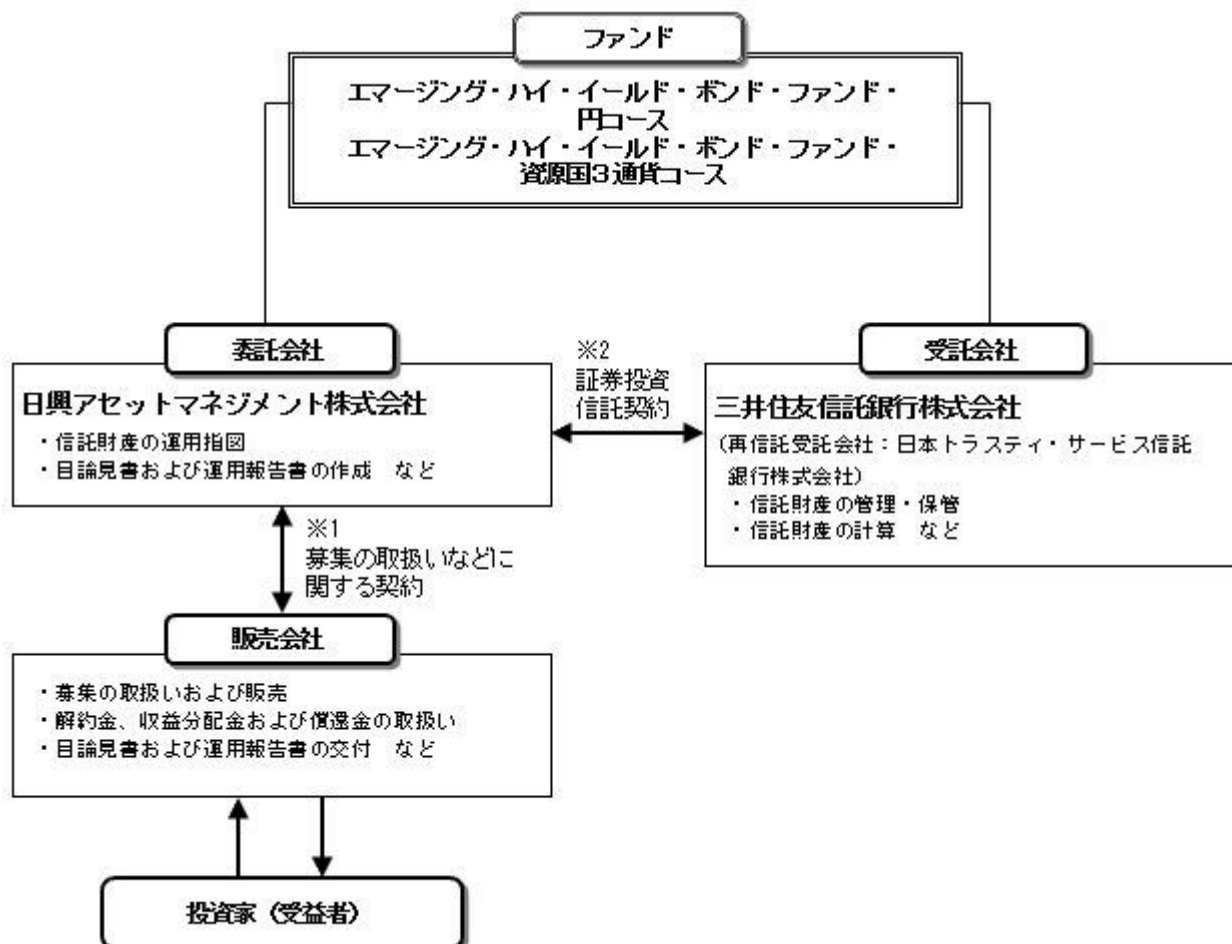 ファンド
エマージング・ハイ・イールド・ボンド・ファンド・
円コース
エマージング・ハイ・イールド・ボンド・ファンド・
資源国3通貨コース
委託会社
日興アセットマネジメント株式会社
・信託財産の運用指図
・目論見書および運用報告書の作成　など
※2
証券投資
信託契約
受託会社
三井住友信託銀行株式会社
（再信託受託会社：日本トラスティ・サービス信託
銀行株式会社）
・信託財産の管理・保管
・信託財産の計算　など
※1
募集の取扱いなどに
関する契約
販売会社
・募集の取扱いおよび販売
・解約金、収益分配金および償還金の取扱い
・目論見書および運用報告書の交付　など
投資家（受益者）